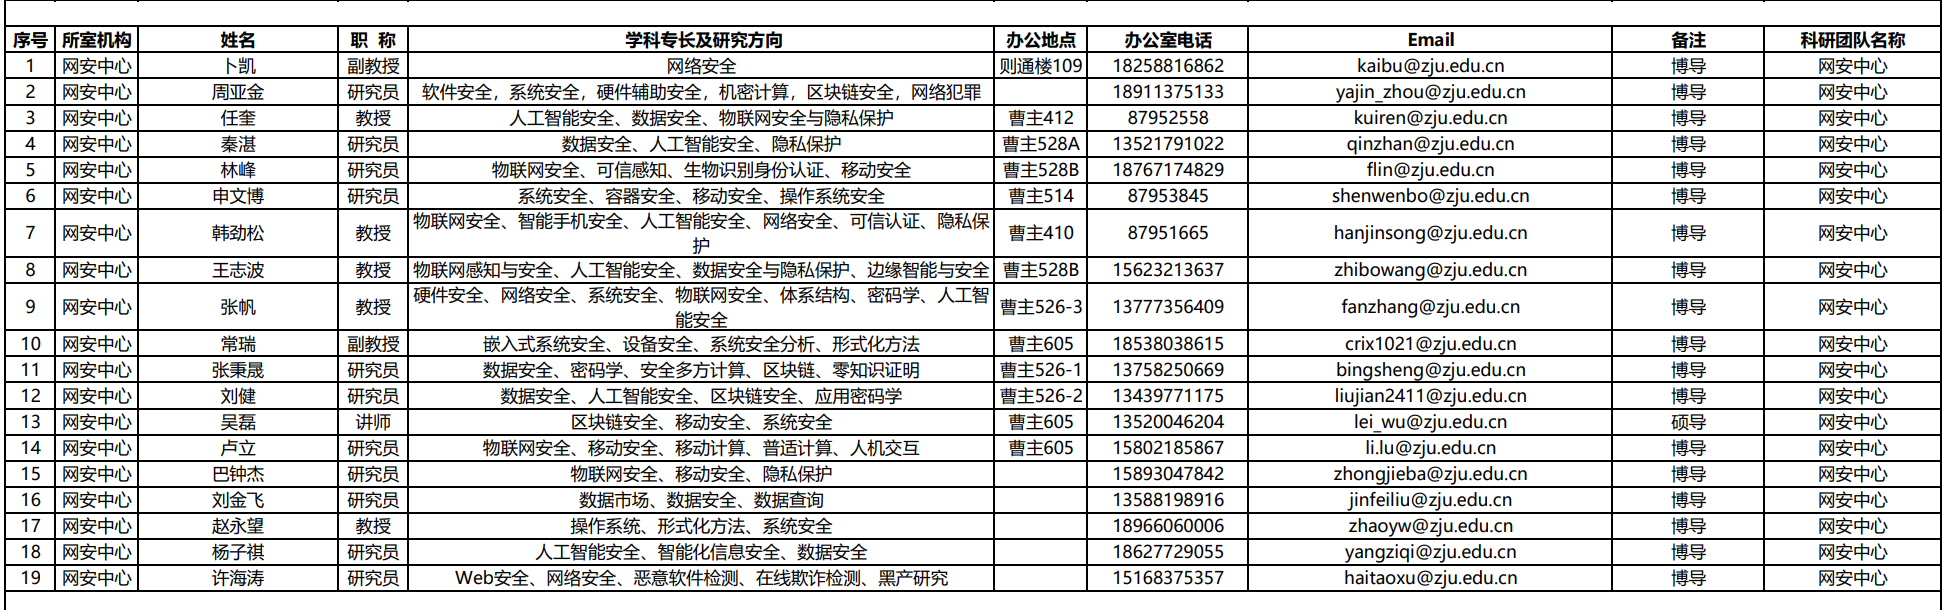 序号 所室机构 姓名 职 称 学科专长及研究方向 办公地点 办公室电话 Email 备注 科研团队名称
1 网安中心 卜凯 副教授 网络安全 则通楼109 18258816862 kaibu@zju.edu.cn 博导 网安中心
2 网安中心 周亚金 研究员 软件安全，系统安全，硬件辅助安全，机密计算，区块链安全，网络犯罪 18911375133 yajin_zhou@zju.edu.cn 博导 网安中心
3 网安中心 任奎 教授 人工智能安全、数据安全、物联网安全与隐私保护 曹主412 87952558 kuiren@zju.edu.cn 博导 网安中心
4 网安中心 秦湛 研究员 数据安全、人工智能安全、隐私保护 曹主528A 13521791022 qinzhan@zju.edu.cn 博导 网安中心
5 网安中心 林峰 研究员 物联网安全、可信感知、生物识别身份认证、移动安全 曹主528B 18767174829 flin@zju.edu.cn 博导 网安中心
6 网安中心 申文博 研究员 系统安全、容器安全、移动安全、操作系统安全 曹主514 87953845 shenwenbo@zju.edu.cn 博导 网安中心
7 网安中心 韩劲松 教授 物联网安全、智能手机安全、人工智能安全、网络安全、可信认证、隐私保
护 曹主410 87951665 hanjinsong@zju.edu.cn 博导 网安中心
8 网安中心 王志波 教授 物联网感知与安全、人工智能安全、数据安全与隐私保护、边缘智能与安全 曹主528B 15623213637 zhibowang@zju.edu.cn 博导 网安中心
9 网安中心 张帆 教授 硬件安全、网络安全、系统安全、物联网安全、体系结构、密码学、人工智
能安全 曹主526-3 13777356409 fanzhang@zju.edu.cn 博导 网安中心
10 网安中心 常瑞 副教授 嵌入式系统安全、设备安全、系统安全分析、形式化方法 曹主605 18538038615 crix1021@zju.edu.cn 博导 网安中心
11 网安中心 张秉晟 研究员 数据安全、密码学、安全多方计算、区块链、零知识证明 曹主526-1 13758250669 bingsheng@zju.edu.cn 博导 网安中心
12 网安中心 刘健 研究员 数据安全、人工智能安全、区块链安全、应用密码学 曹主526-2 13439771175 liujian2411@zju.edu.cn 博导 网安中心
13 网安中心 吴磊 讲师 区块链安全、移动安全、系统安全 曹主605 13520046204 lei_wu@zju.edu.cn 硕导 网安中心
14 网安中心 卢立 研究员 物联网安全、移动安全、移动计算、普适计算、人机交互 曹主605 15802185867 li.lu@zju.edu.cn 博导 网安中心
15 网安中心 巴钟杰 研究员 物联网安全、移动安全、隐私保护 15893047842 zhongjieba@zju.edu.cn 博导 网安中心
16 网安中心 刘金飞 研究员 数据市场、数据安全、数据查询 13588198916 jinfeiliu@zju.edu.cn 博导 网安中心
17 网安中心 赵永望 教授 操作系统、形式化方法、系统安全 18966060006 zhaoyw@zju.edu.cn 博导 网安中心
18 网安中心 杨子祺 研究员 人工智能安全、智能化信息安全、数据安全 18627729055 yangziqi@zju.edu.cn 博导 网安中心
19 网安中心 许海涛 研究员 Web安全、网络安全、恶意软件检测、在线欺诈检测、黑产研究 15168375357 haitaoxu@zju.edu.cn 博导 网安中心